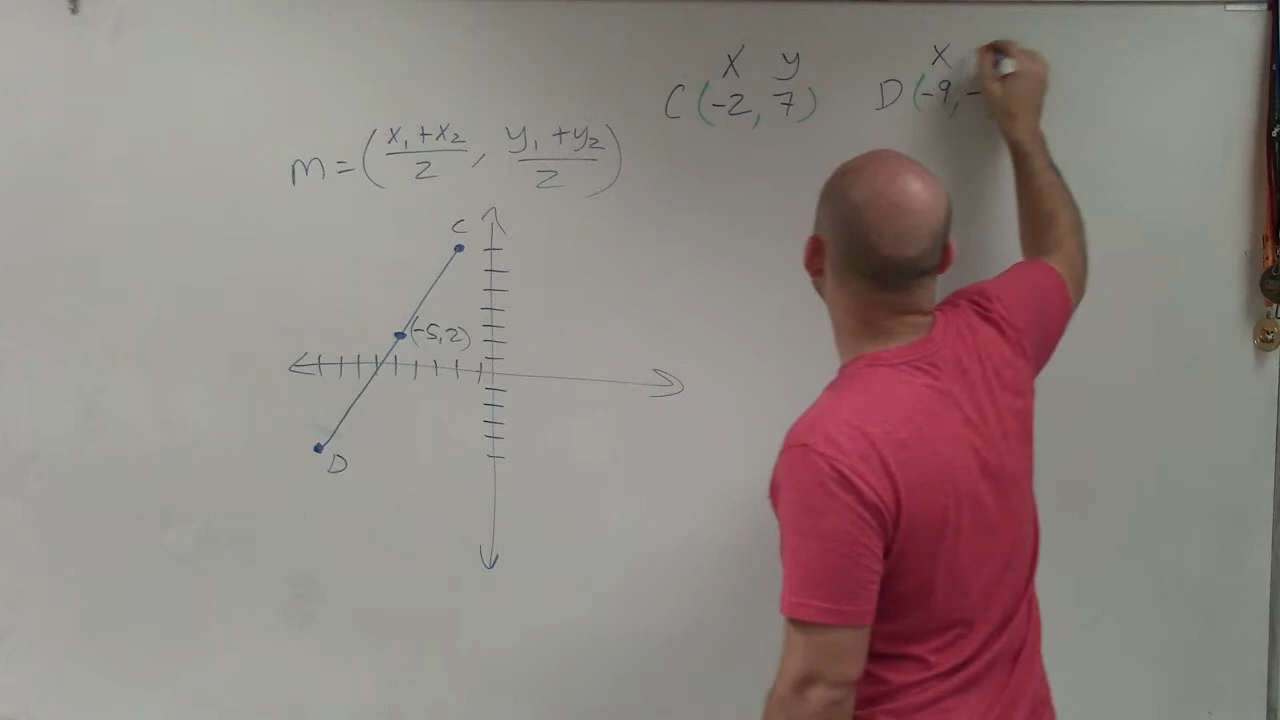 X y X
C (-2, 7) D (-9, -
m = ( x₁ + x₂ / 2 , y₁ + y₂ / 2 )
C
(-5, 2)
D